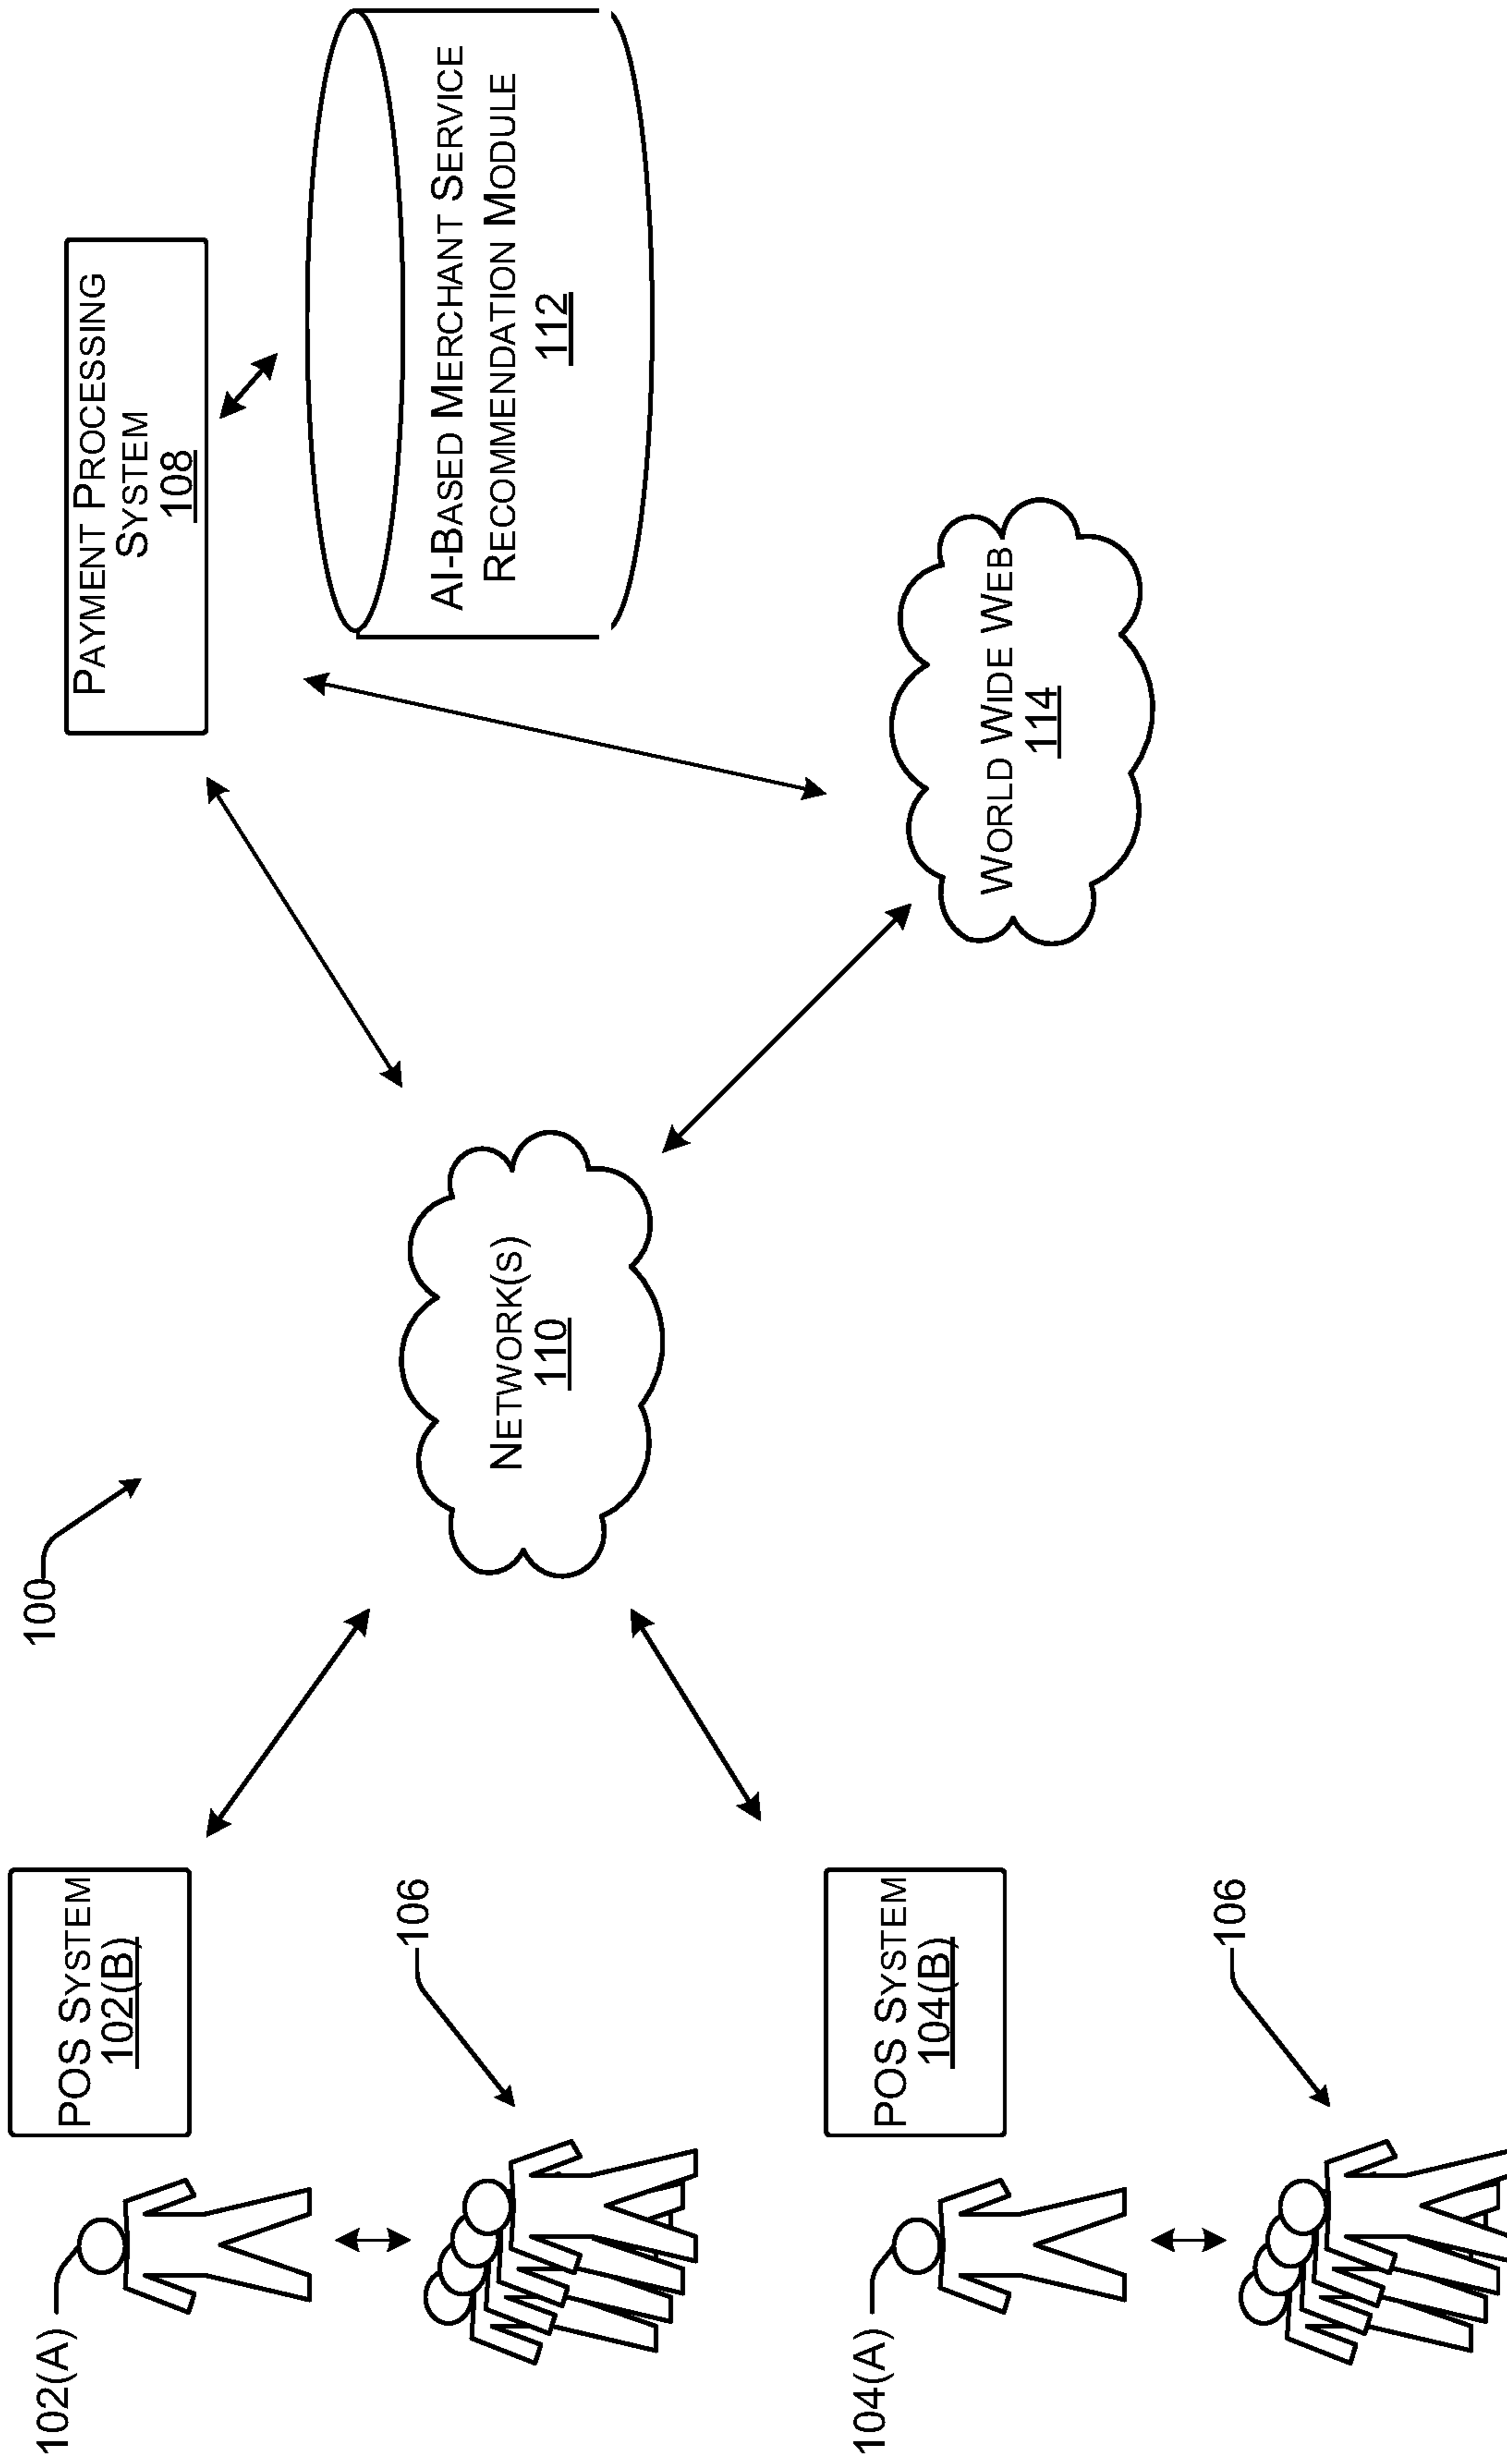 100
102(A)
POS SYSTEM
102(B)
106
104(A)
POS SYSTEM
104(B)
106
NETWORK(S)
110
PAYMENT PROCESSING
SYSTEM
108
AI-BASED MERCHANT SERVICE
RECOMMENDATION MODULE
112
WORLD WIDE WEB
114